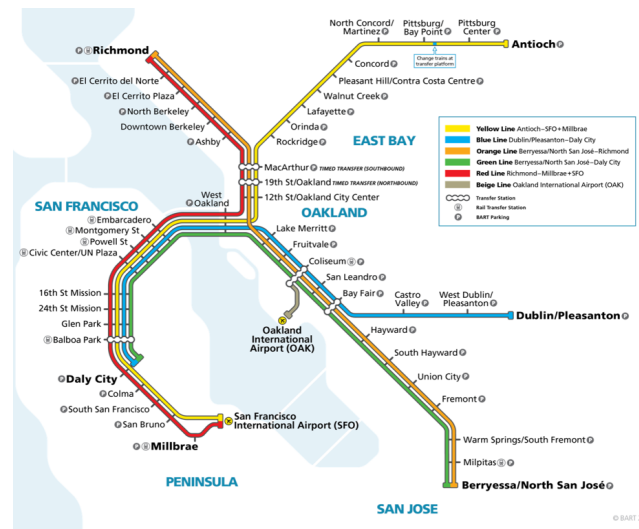 North Concord/
Martinez P
Pittsburg/
Bay Point P
Pittsburg
Center P
Antioch P
Change trains at
transfer platform
Richmond
Concord P
El Cerrito del Norte
Pleasant Hill/Contra Costa Centre P
El Cerrito Plaza
Walnut Creek P
North Berkeley
Lafayette P
Downtown Berkeley
Orinda P
Ashby
Rockridge P
EAST BAY
Yellow Line Antioch–SFO+Millbrae
Blue Line Dublin/Pleasanton–Daly City
Orange Line Berryessa/North San José–Richmond
Green Line Berryessa/North San José–Daly City
Red Line Richmond–Millbrae+SFO
Beige Line Oakland International Airport (OAK)
Transfer Station
Rail Transfer Station
P BART Parking
MacArthur P TIMED TRANSFER (SOUTHBOUND)
19th St/Oakland TIMED TRANSFER (NORTHBOUND)
12th St/Oakland City Center
West
Oakland
SAN FRANCISCO
OAKLAND
Embarcadero
Montgomery St
Powell St
Civic Center/UN Plaza
Lake Merritt P
Fruitvale P
Coliseum P
San Leandro P
Bay Fair P
16th St Mission
24th St Mission
Glen Park
Balboa Park
Castro
Valley P
West Dublin/
Pleasanton P
Dublin/Pleasanton P
Oakland
International
Airport (OAK)
Hayward P
South Hayward P
Union City P
Fremont P
Daly City
Colma
South San Francisco
San Bruno
Millbrae
San Francisco
International Airport (SFO)
Warm Springs/South Fremont P
Milpitas P
Berryessa/North San José P
PENINSULA
SAN JOSE
© BART